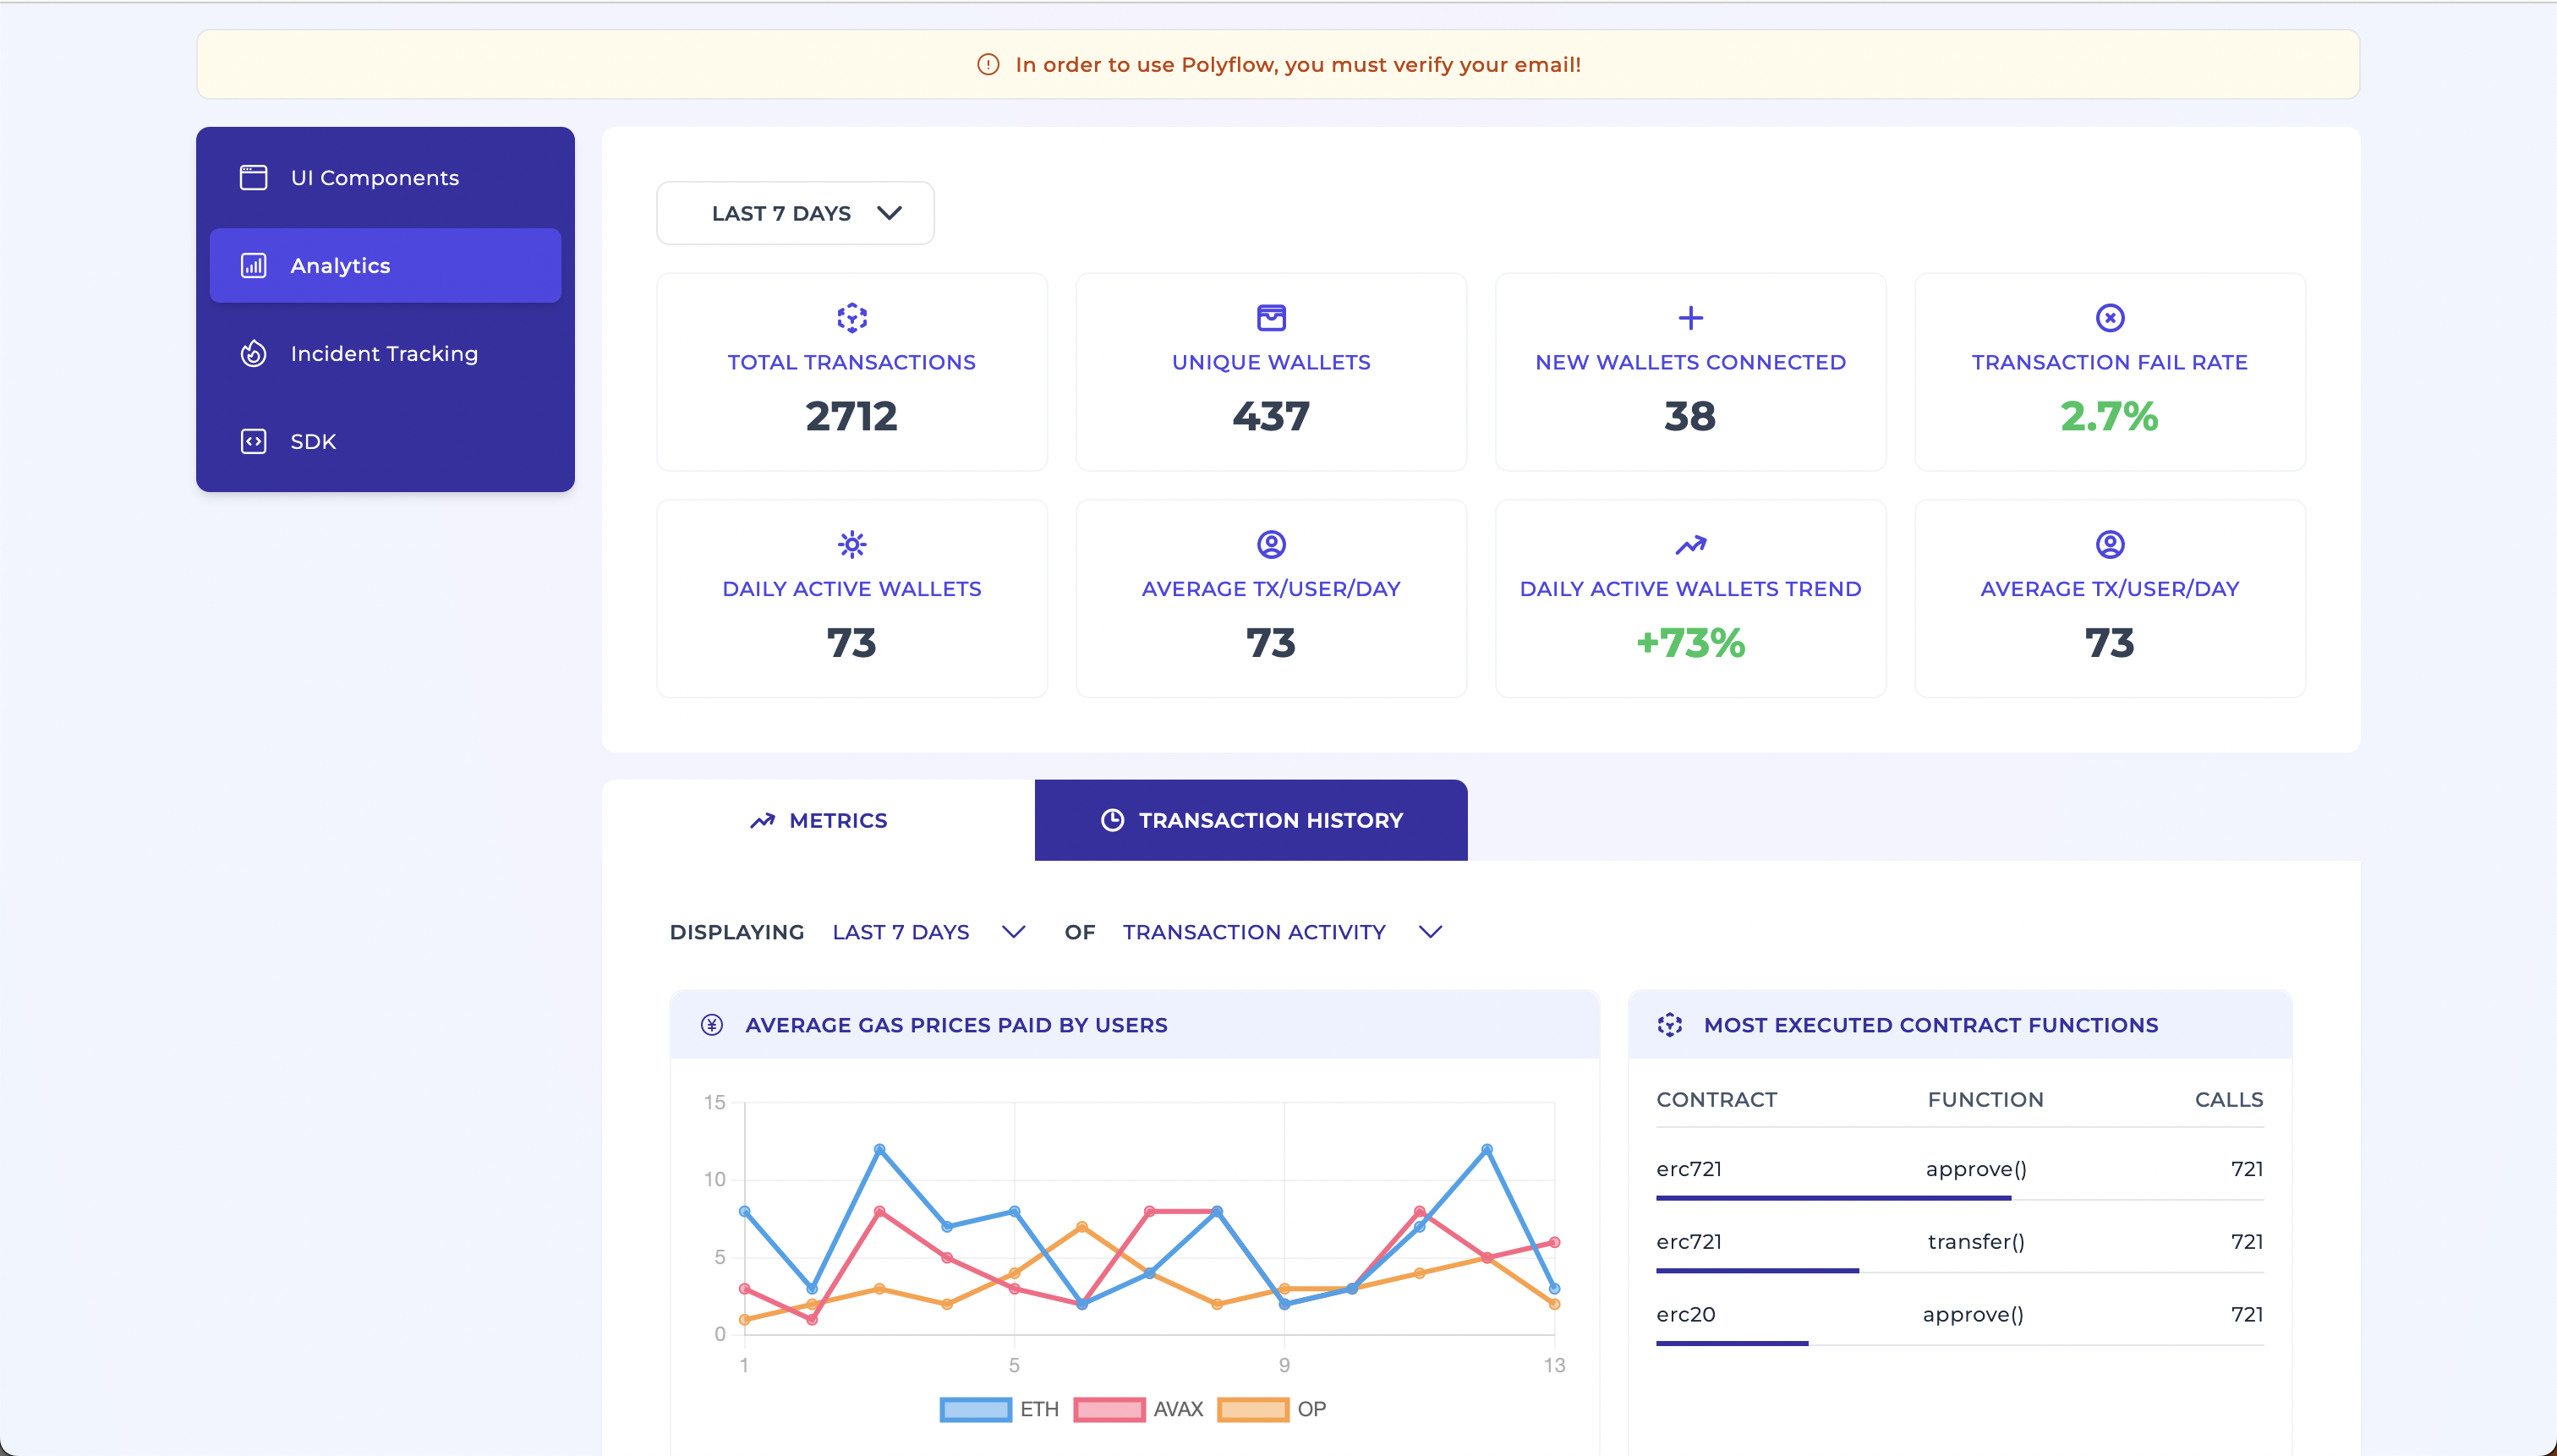 In order to use Polyflow, you must verify your email!
UI Components
Analytics
Incident Tracking
SDK
LAST 7 DAYS
TOTAL TRANSACTIONS
2712
UNIQUE WALLETS
437
NEW WALLETS CONNECTED
38
TRANSACTION FAIL RATE
2.7%
DAILY ACTIVE WALLETS
73
AVERAGE TX/USER/DAY
73
DAILY ACTIVE WALLETS TREND
+73%
AVERAGE TX/USER/DAY
73
METRICS
TRANSACTION HISTORY
DISPLAYING LAST 7 DAYS OF TRANSACTION ACTIVITY
AVERAGE GAS PRICES PAID BY USERS
15
10
5
0
1 5 9 13
ETH AVAX OP
MOST EXECUTED CONTRACT FUNCTIONS
CONTRACT FUNCTION CALLS
erc721 approve() 721
erc721 transfer() 721
erc20 approve() 721